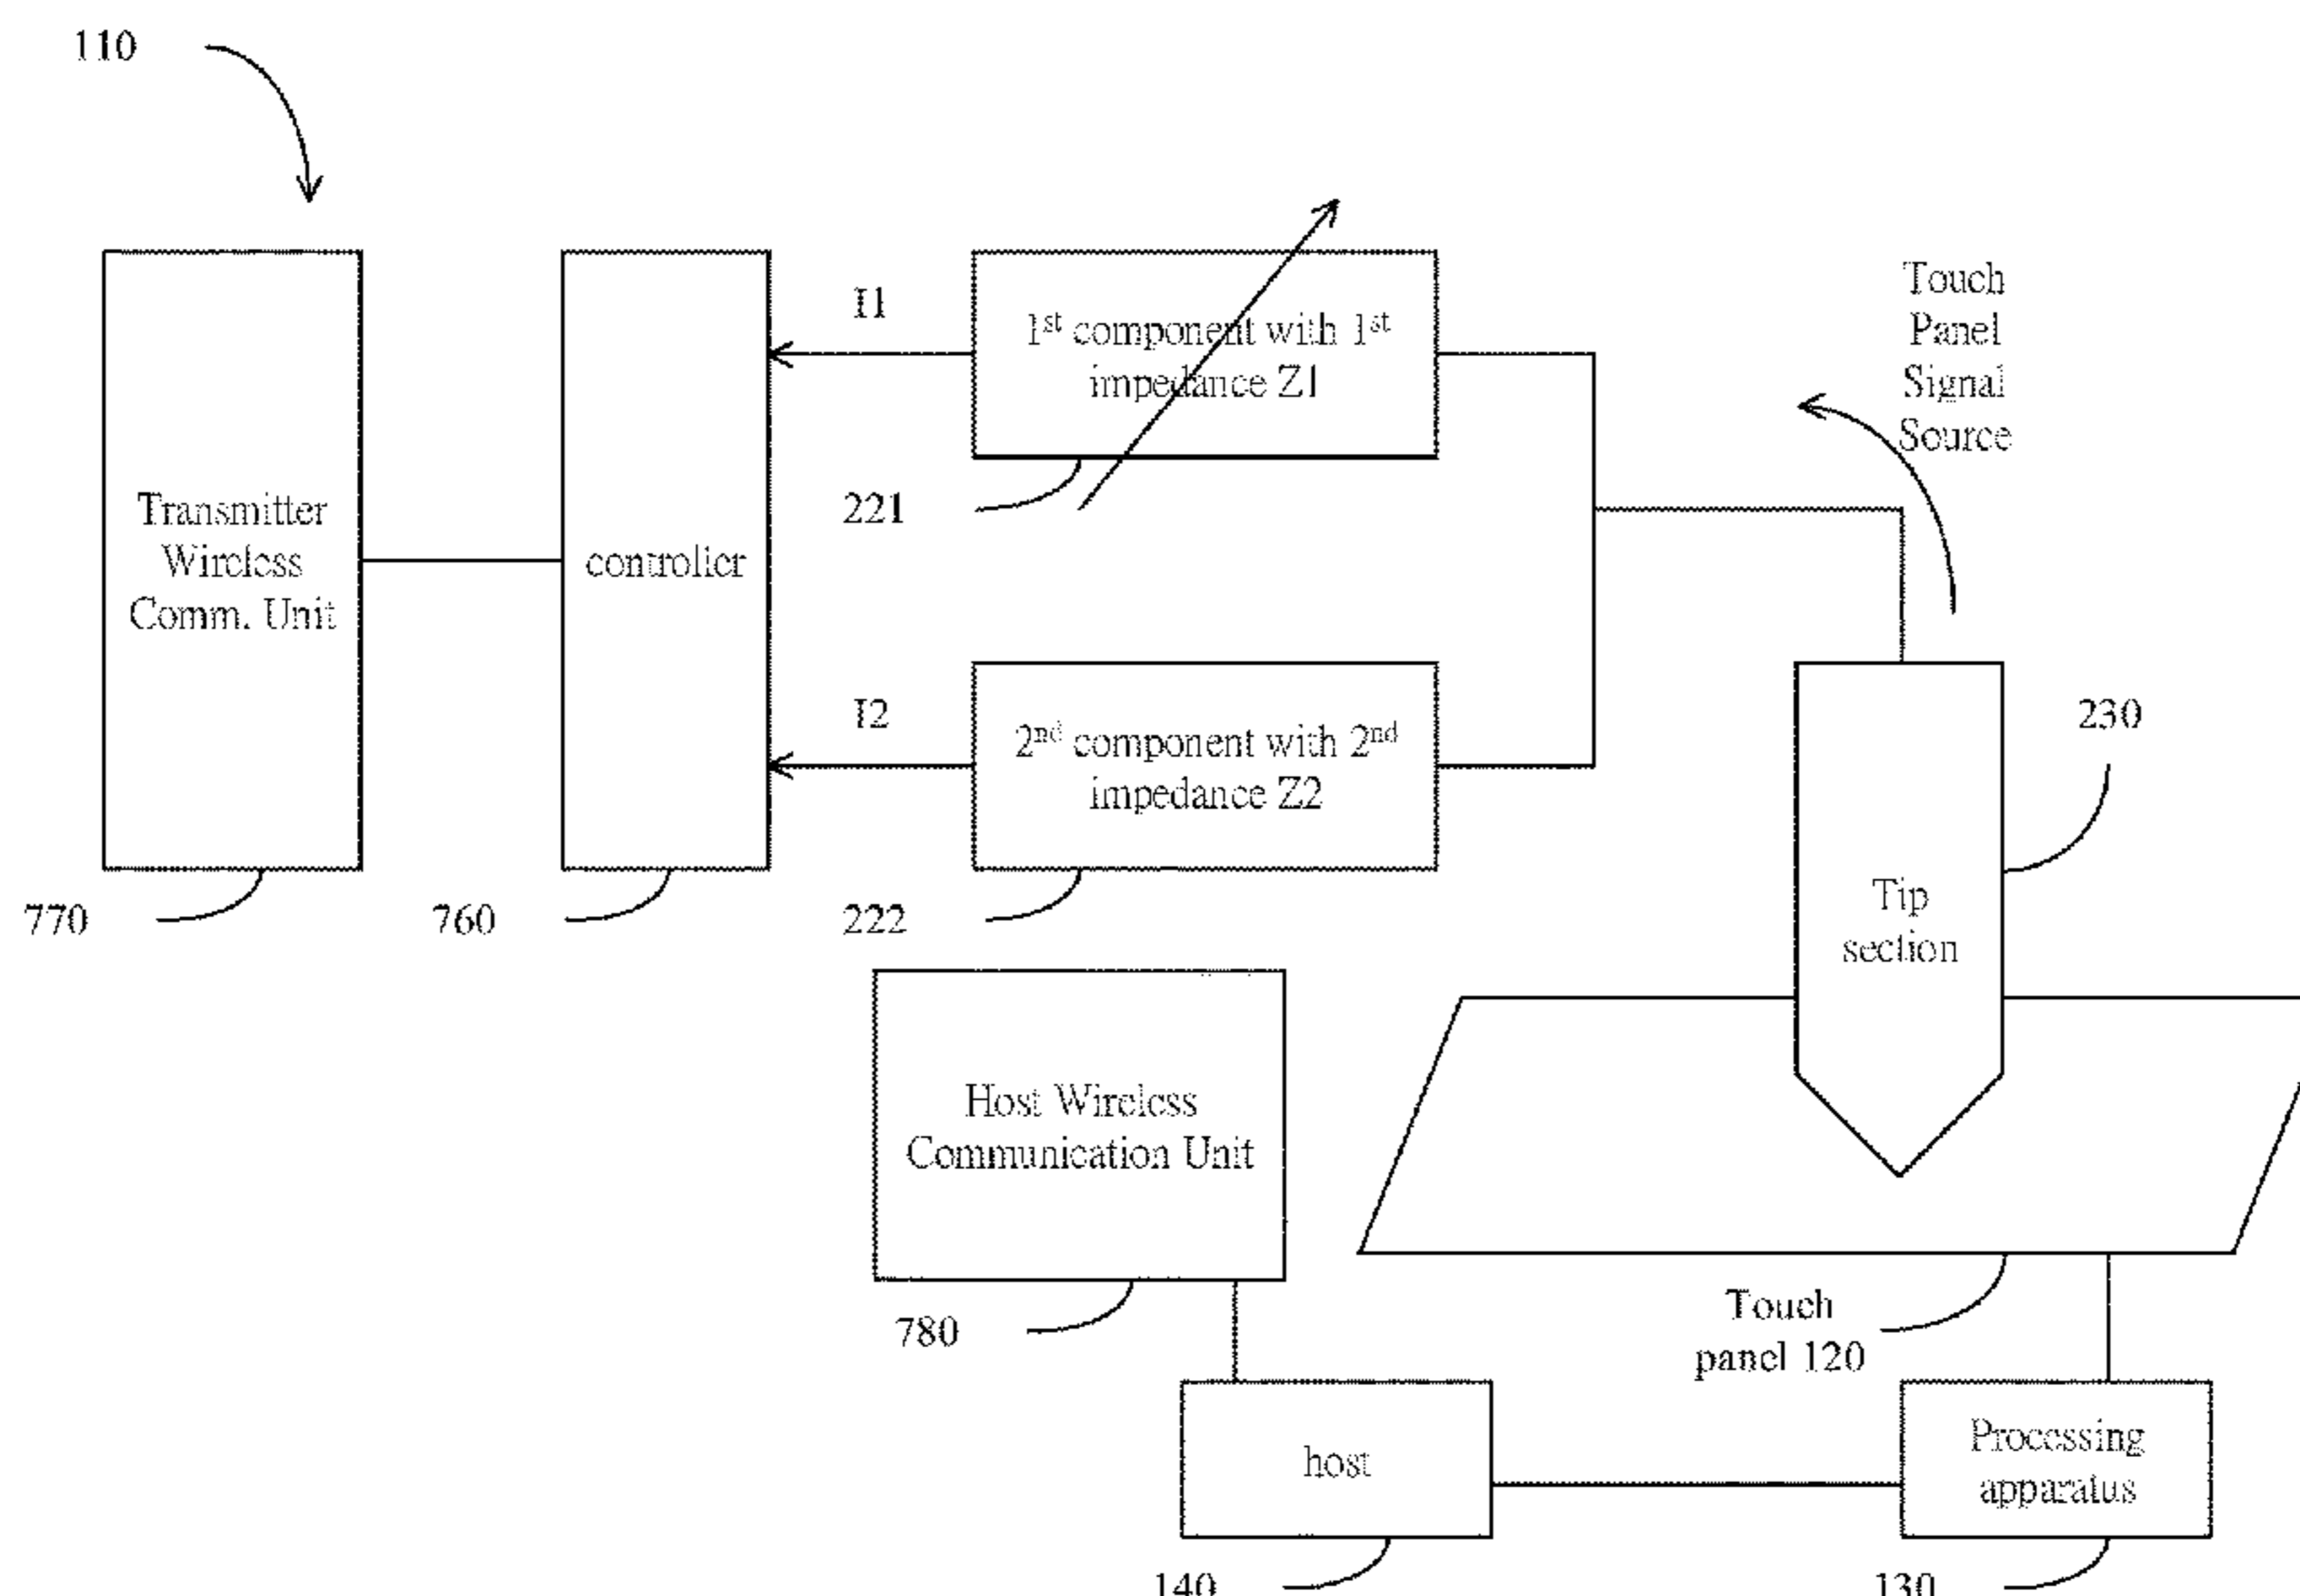 110
Touch
Panel
Signal
Source
I1
1st component with 1st
impedance Z1
221
Transmitter
Wireless
Comm. Unit
controller
I2
2nd component with 2nd
impedance Z2
230
Tip
section
770
760
222
Host Wireless
Communication Unit
780
Touch
panel 120
host
Processing
apparatus
140
130